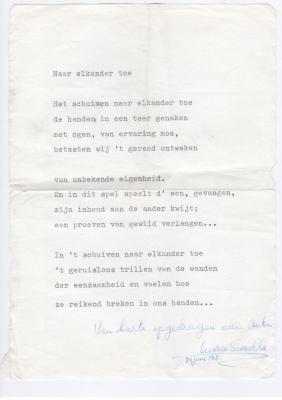 Naar elkander toe
Het schuiven naar elkander toe
de handen in een teer genaken
met ogen, van ervaring moe,
betasten wij 't gerend ontwaken
van onbekende eigenheid.
En in dit spel speelt d' een, gevangen,
zijn inhoud aan de ander kwijt;
een proeven van gewild verlangen...
In 't schuiven naar elkander toe
't geruisloos trillen van de wanden
der eenzaamheid en voelen hoe
ze reikend breken in ons handen...
Van harte opgedragen aan Anton
juni